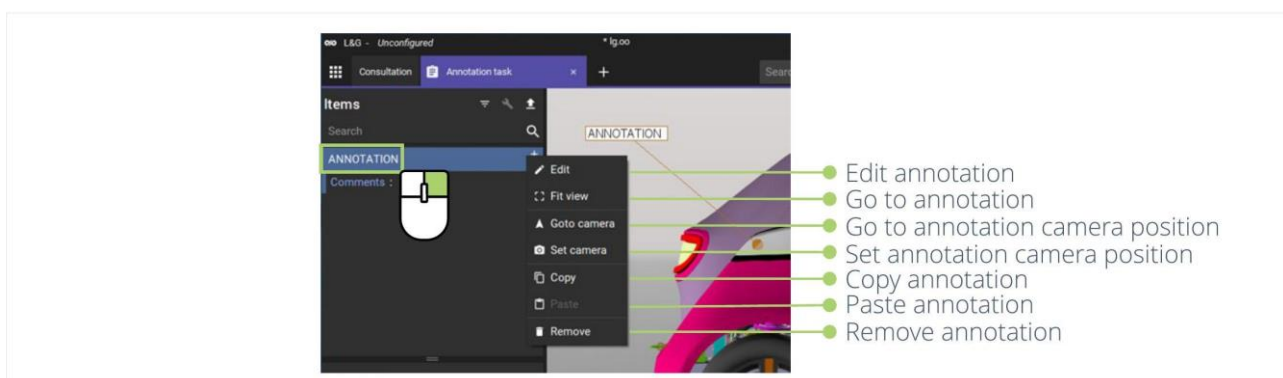 L&G - Unconfigured
* lg.oo
Consultation
Annotation task
×
+
Sear
Items
Search
ANNOTATION
Comments :
ANNOTATION
Edit
Fit view
Goto camera
Set camera
Copy
Paste
Remove
Edit annotation
Go to annotation
Go to annotation camera position
Set annotation camera position
Copy annotation
Paste annotation
Remove annotation